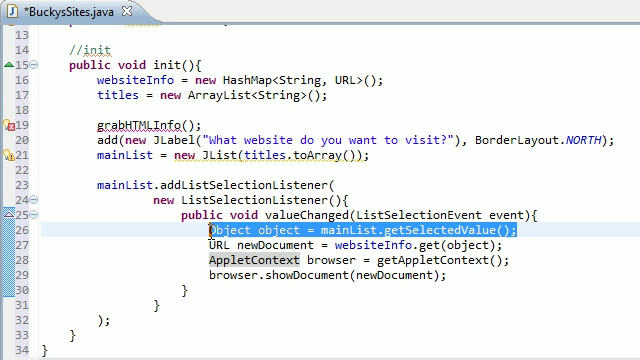 *BuckysSites.java
13
14 //init
15 public void init(){
16 websiteInfo = new HashMap<String, URL>();
17 titles = new ArrayList<String>();
18
19 grabHTMLInfo();
20 add(new JLabel("What website do you want to visit?"), BorderLayout.NORTH);
21 mainList = new JList(titles.toArray());
22
23 mainList.addListSelectionListener(
24 new ListSelectionListener(){
25 public void valueChanged(ListSelectionEvent event){
26 Object object = mainList.getSelectedValue();
27 URL newDocument = websiteInfo.get(object);
28 AppletContext browser = getAppletContext();
29 browser.showDocument(newDocument);
30 }
31 }
32 );
33 }
34 }